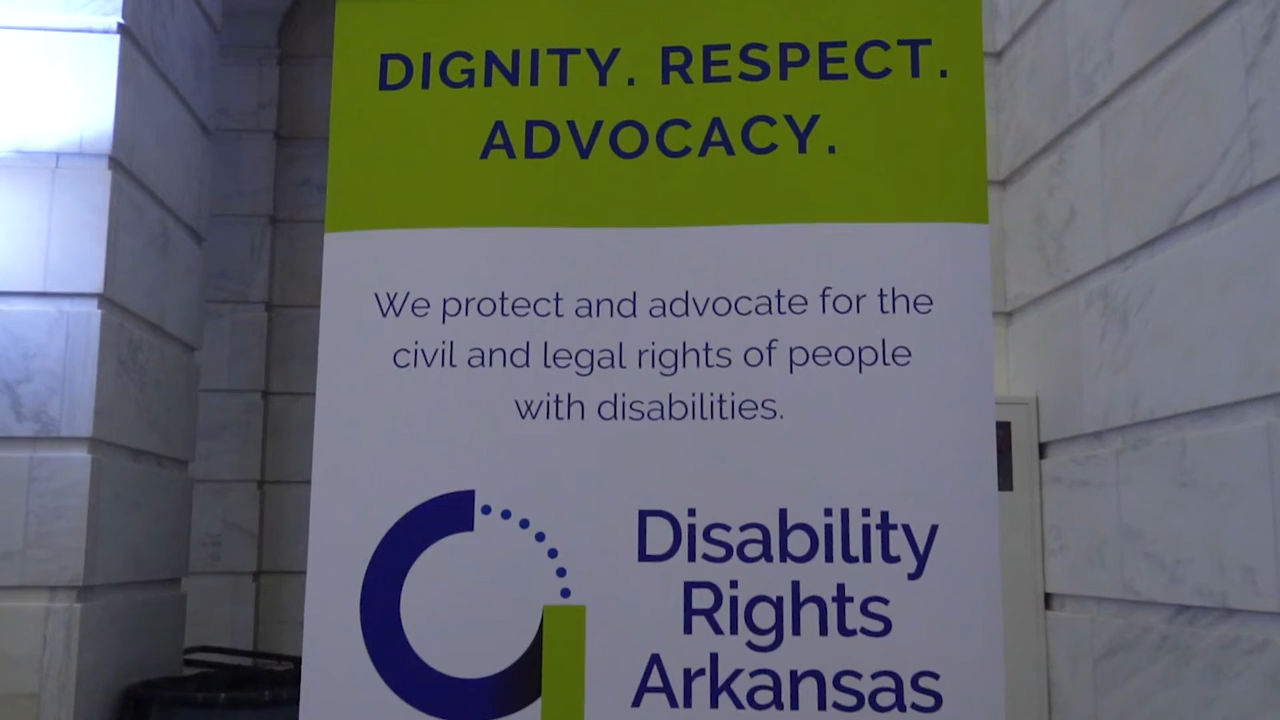 DIGNITY. RESPECT.
ADVOCACY.
We protect and advocate for the
civil and legal rights of people
with disabilities.
Disability
Rights
Arkansas